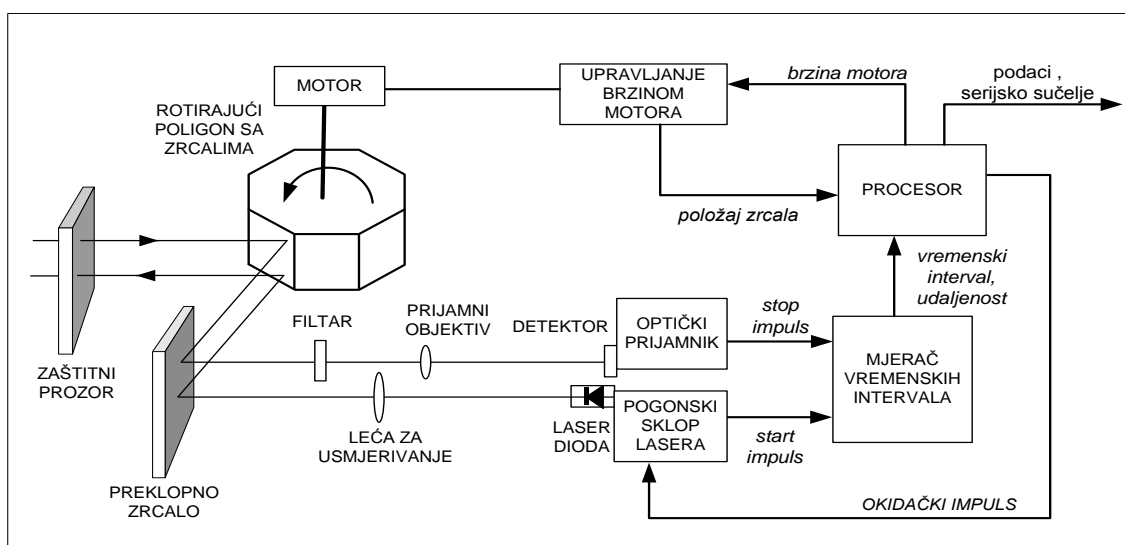 MOTOR
UPRAVLJANJE
BRZINOM
MOTORA
brzina motora
podaci ,
serijsko sučelje
ROTIRAJUĆI
POLIGON SA
ZRCALIMA
PROCESOR
položaj zrcala
vremenski
interval,
udaljenost
ZAŠTITNI
PROZOR
FILTAR
PRIJAMNI
OBJEKTIV
DETEKTOR
OPTIČKI
PRIJAMNIK
stop
impuls
MJERAČ
VREMENSKIH
INTERVALA
LEĆA ZA
USMJERIVANJE
LASER
DIODA
POGONSKI
SKLOP
LASERA
start
impuls
PREKLOPNO
ZRCALO
OKIDAČKI IMPULS